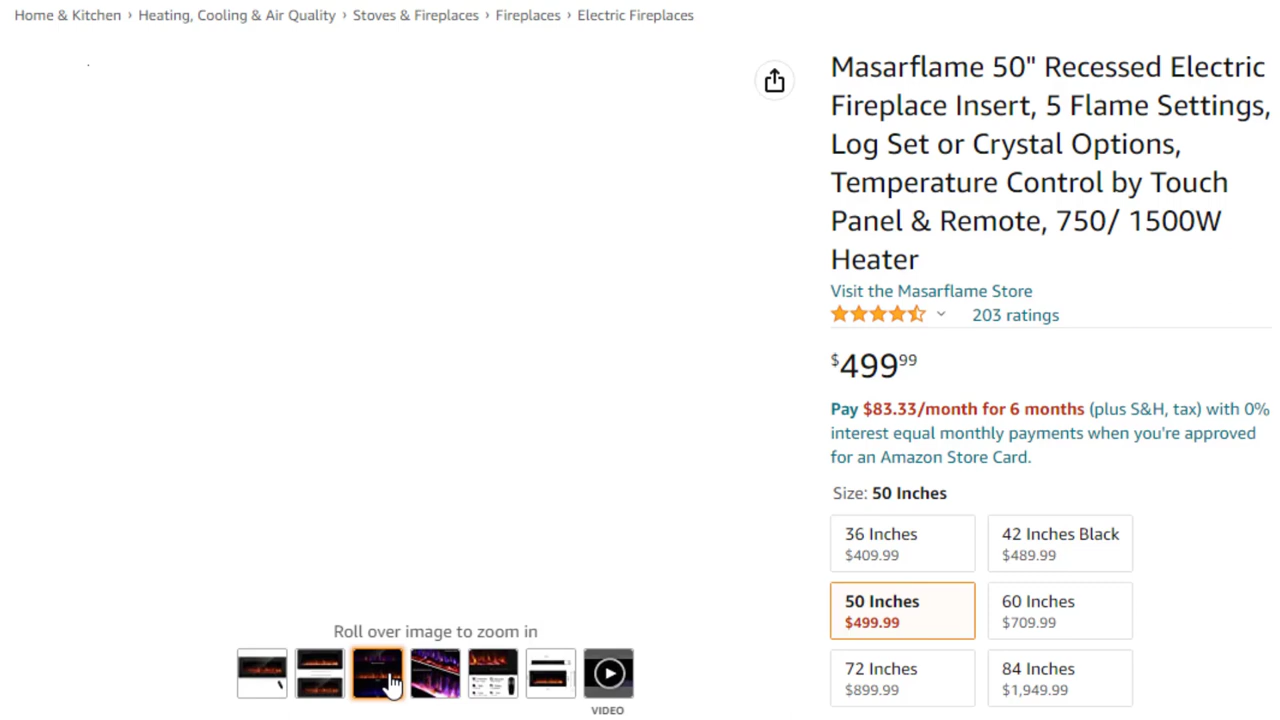 Home & Kitchen › Heating, Cooling & Air Quality › Stoves & Fireplaces › Fireplaces › Electric Fireplaces
Masarflame 50" Recessed Electric
Fireplace Insert, 5 Flame Settings,
Log Set or Crystal Options,
Temperature Control by Touch
Panel & Remote, 750/ 1500W
Heater
Visit the Masarflame Store
203 ratings
$499.99
Pay $83.33/month for 6 months (plus S&H, tax) with 0%
interest equal monthly payments when you're approved
for an Amazon Store Card.
Size: 50 Inches
36 Inches
$409.99
42 Inches Black
$489.99
50 Inches
$499.99
60 Inches
$709.99
72 Inches
$899.99
84 Inches
$1,949.99
Roll over image to zoom in
VIDEO